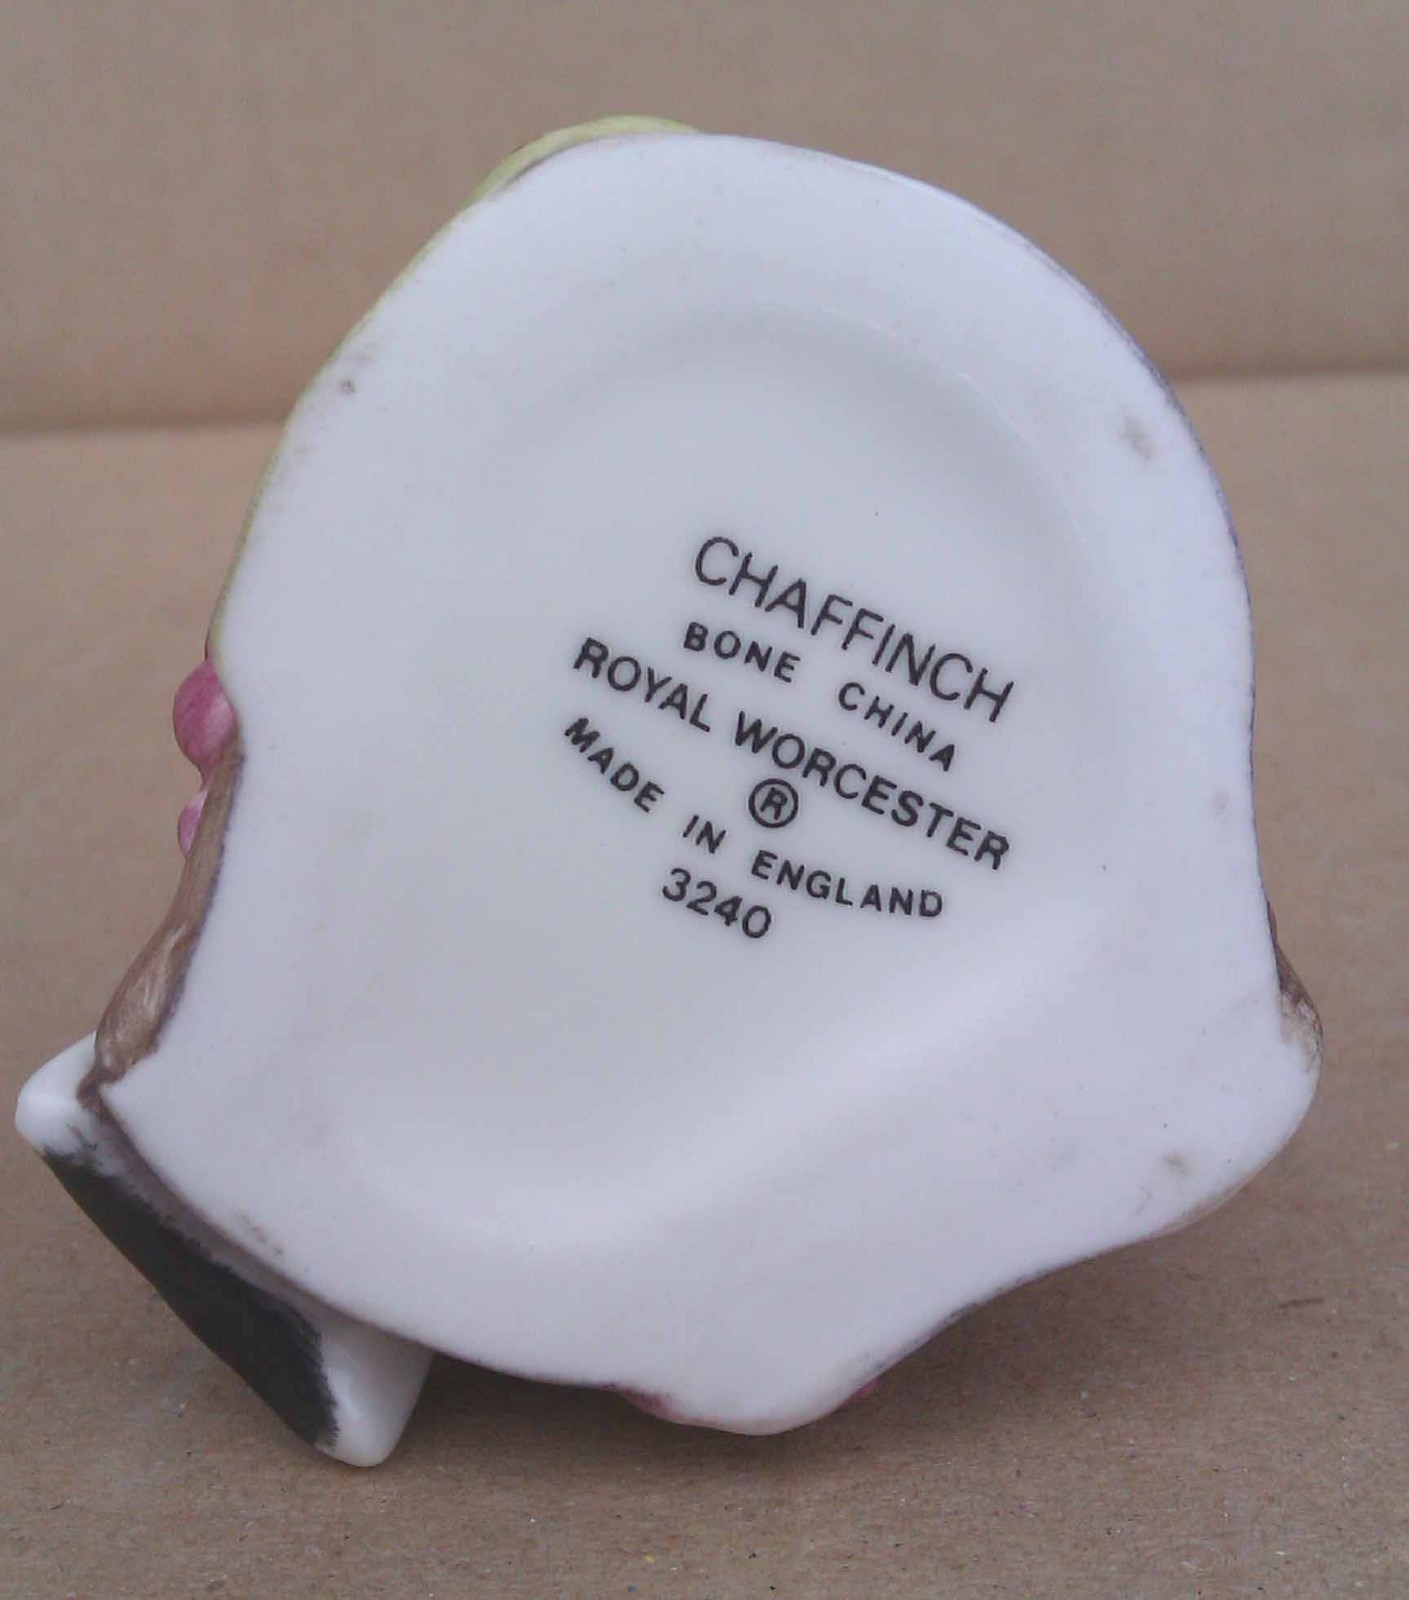 CHAFFINCH
BONE CHINA
ROYAL WORCESTER
®
MADE IN ENGLAND
3240